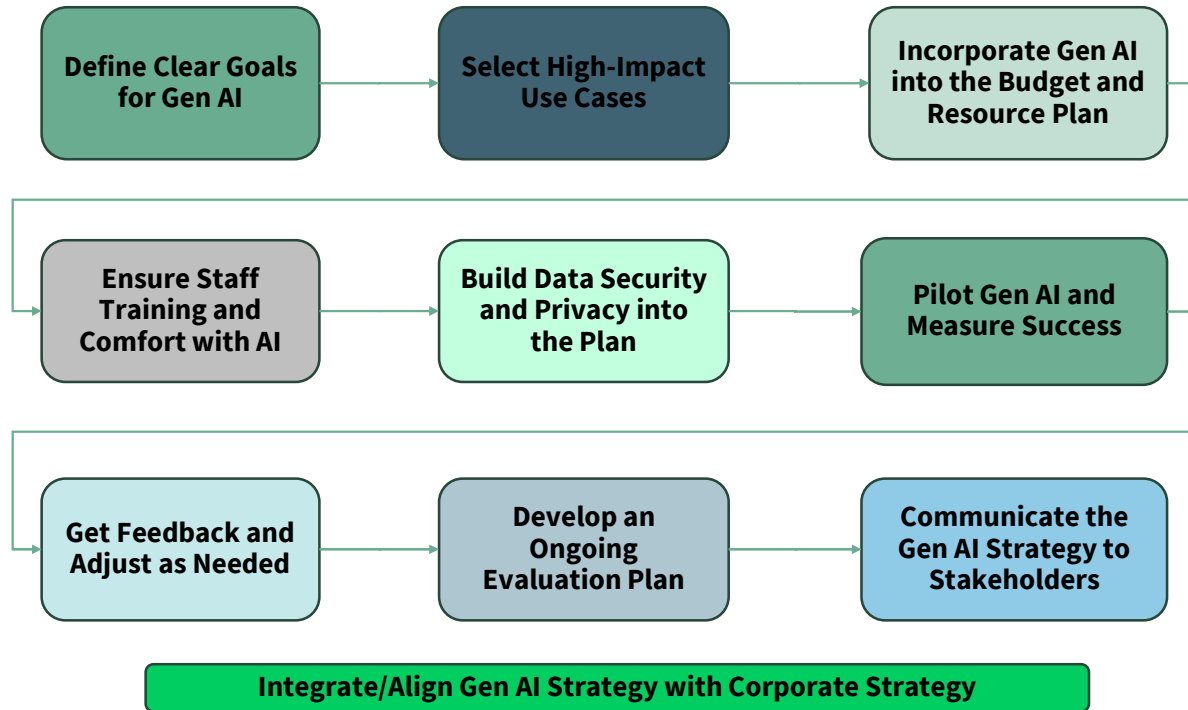 Define Clear Goals
for Gen AI
Select High-Impact
Use Cases
Incorporate Gen AI
into the Budget and
Resource Plan
Ensure Staff
Training and
Comfort with AI
Build Data Security
and Privacy into
the Plan
Pilot Gen AI and
Measure Success
Get Feedback and
Adjust as Needed
Develop an
Ongoing
Evaluation Plan
Communicate the
Gen AI Strategy to
Stakeholders
Integrate/Align Gen AI Strategy with Corporate Strategy